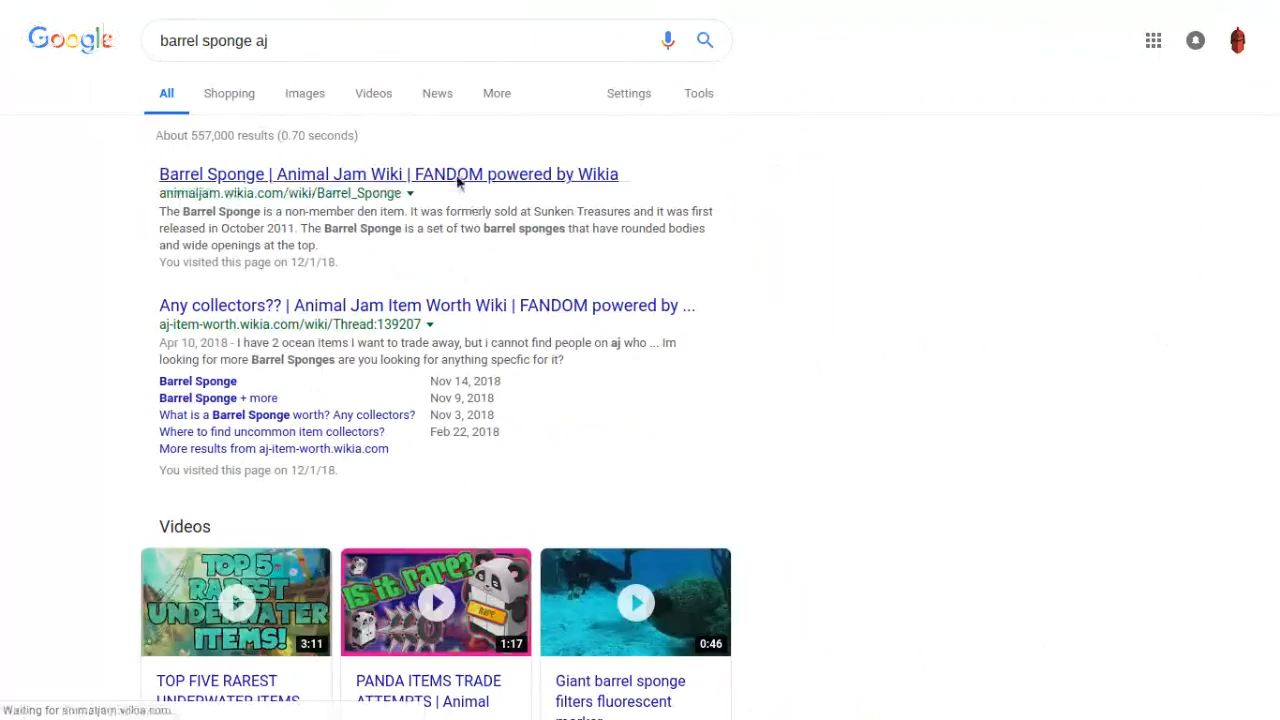 Google
barrel sponge aj
All Shopping Images Videos News More Settings Tools
About 557,000 results (0.70 seconds)
Barrel Sponge | Animal Jam Wiki | FANDOM powered by Wikia
animaljam.wikia.com/wiki/Barrel_Sponge
The Barrel Sponge is a non-member den item. It was formerly sold at Sunken Treasures and it was first
released in October 2011. The Barrel Sponge is a set of two barrel sponges that have rounded bodies
and wide openings at the top.
You visited this page on 12/1/18.
Any collectors?? | Animal Jam Item Worth Wiki | FANDOM powered by ...
aj-item-worth.wikia.com/wiki/Thread:139207
Apr 10, 2018 - I have 2 ocean items I want to trade away, but i cannot find people on aj who ... Im
looking for more Barrel Sponges are you looking for anything specfic for it?
Barrel Sponge Nov 14, 2018
Barrel Sponge + more Nov 9, 2018
What is a Barrel Sponge worth? Any collectors? Nov 3, 2018
Where to find uncommon item collectors? Feb 22, 2018
More results from aj-item-worth.wikia.com
You visited this page on 12/1/18.
Videos
TOP 5
RAREST
UNDERWATER
ITEMS!
3:11
Is it rare?
RARE
1:17
0:46
TOP FIVE RAREST
UNDERWATER ITEMS
PANDA ITEMS TRADE
ATTEMPTS | Animal
Giant barrel sponge
filters fluorescent
marker
Waiting for animaljam.wikia.com...